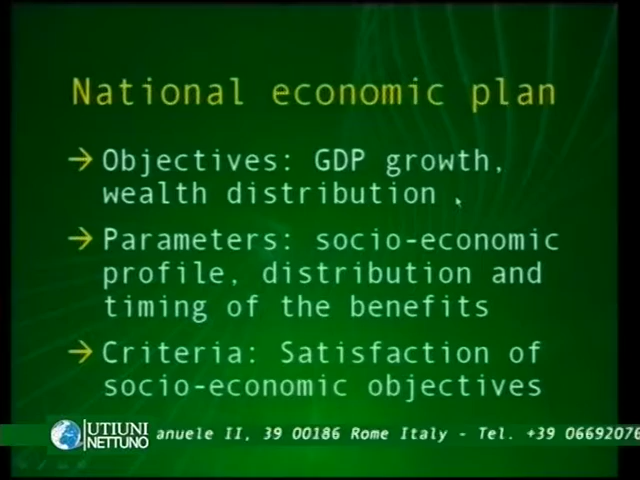 National economic plan
→ Objectives: GDP growth,
wealth distribution
→ Parameters: socio-economic
profile, distribution and
timing of the benefits
→ Criteria: Satisfaction of
socio-economic objectives
UTIUNI
NETTUNO
anuele II, 39 00186 Rome Italy - Tel. +39 06692076